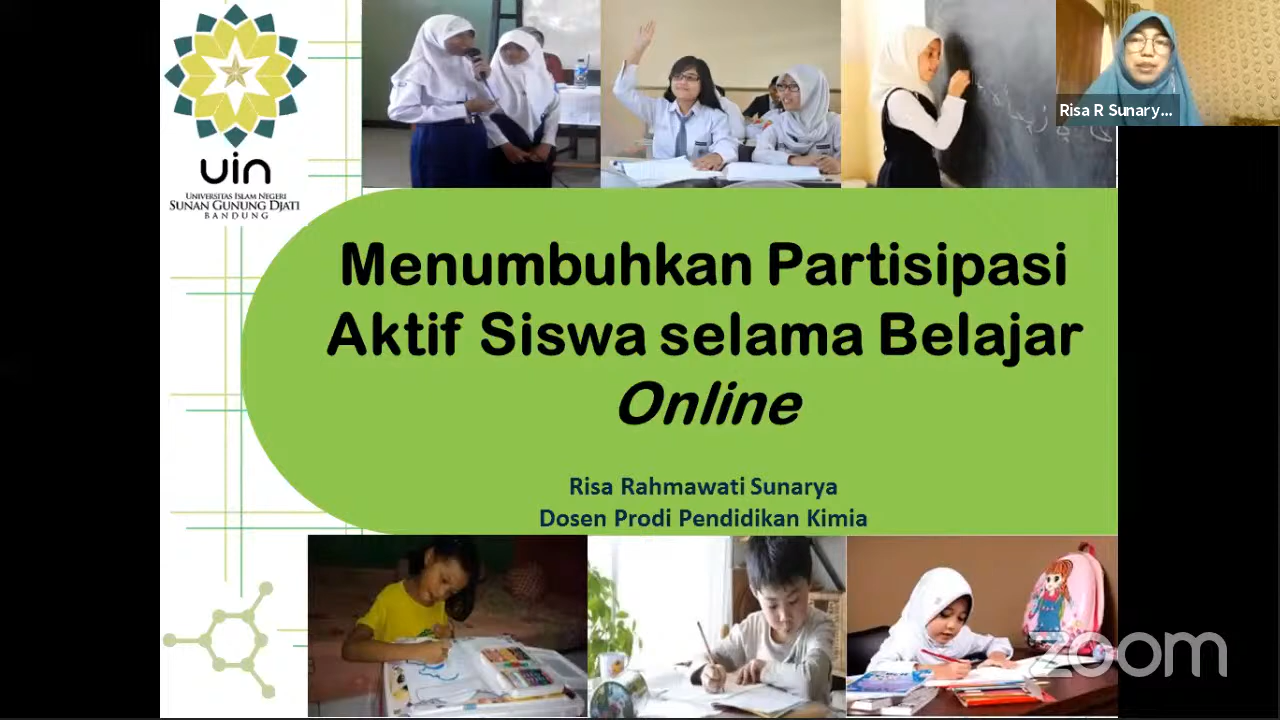 uin
UNIVERSITAS ISLAM NEGERI
SUNAN GUNUNG DJATI
BANDUNG
Risa R Sunary...
Menumbuhkan Partisipasi
Aktif Siswa selama Belajar
Online
Risa Rahmawati Sunarya
Dosen Prodi Pendidikan Kimia
zoom